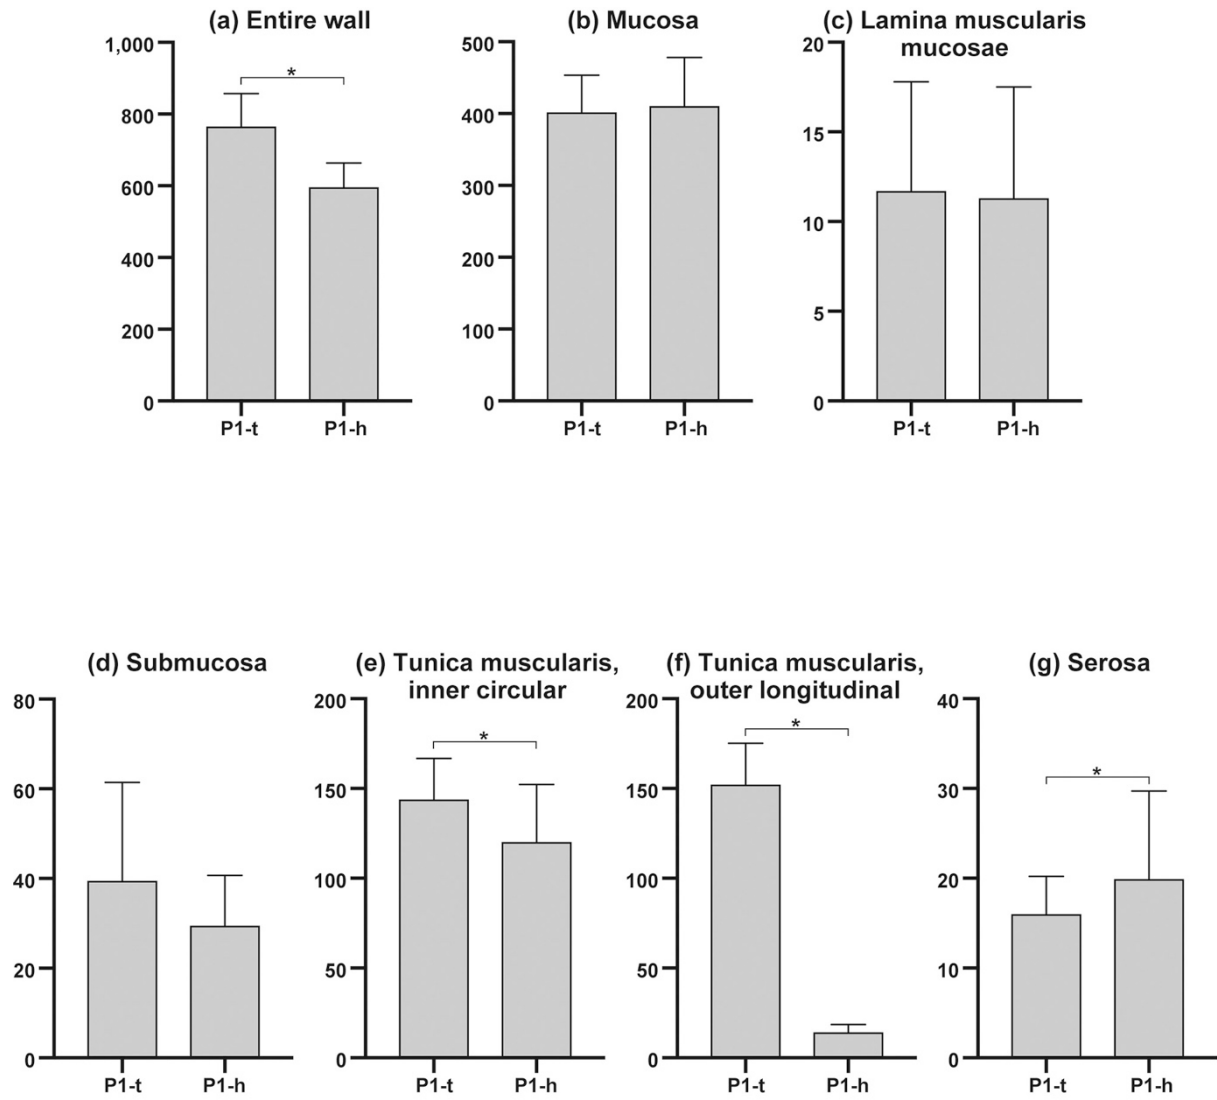 (a) Entire wall
1,000
800
600
400
200
0
*
P1-t P1-h
(b) Mucosa
500
400
300
200
100
0
P1-t P1-h
(c) Lamina muscularis
mucosae
20
15
10
5
0
P1-t P1-h
(d) Submucosa
80
60
40
20
0
P1-t P1-h
(e) Tunica muscularis,
inner circular
200
150
100
50
0
*
P1-t P1-h
(f) Tunica muscularis,
outer longitudinal
200
150
100
50
0
*
P1-t P1-h
(g) Serosa
40
30
20
10
0
*
P1-t P1-h